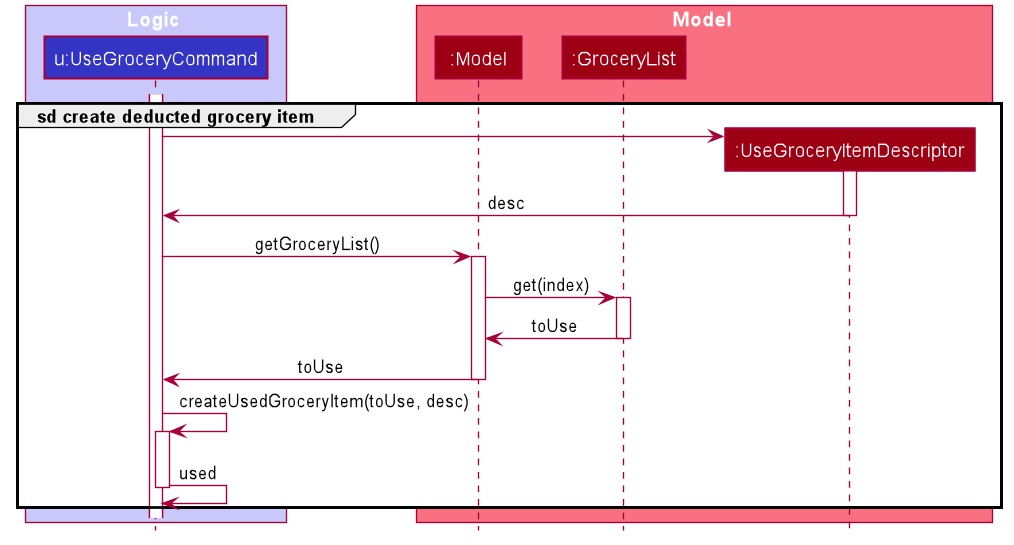 Logic
Model
u:UseGroceryCommand
:Model
:GroceryList
sd create deducted grocery item
:UseGroceryItemDescriptor
desc
getGroceryList()
get(index)
toUse
toUse
createUsedGroceryItem(toUse, desc)
used